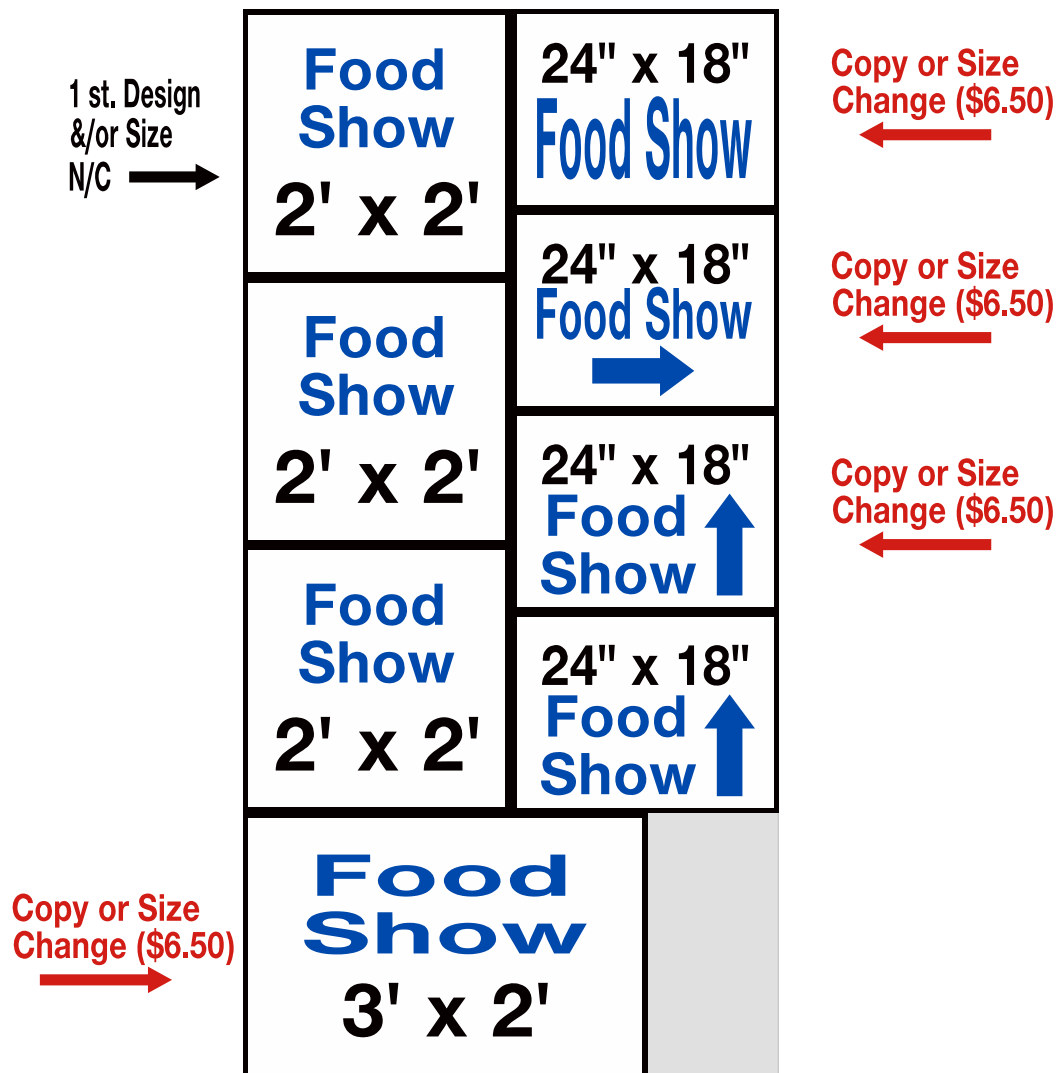 1 st. Design
&/or Size
N/C
Food
Show
2' x 2'
Food
Show
2' x 2'
Food
Show
2' x 2'
24" x 18"
Food Show
Copy or Size
Change ($6.50)
24" x 18"
Food Show
Copy or Size
Change ($6.50)
24" x 18"
Food
Show
Copy or Size
Change ($6.50)
24" x 18"
Food
Show
Copy or Size
Change ($6.50)
Food
Show
3' x 2'